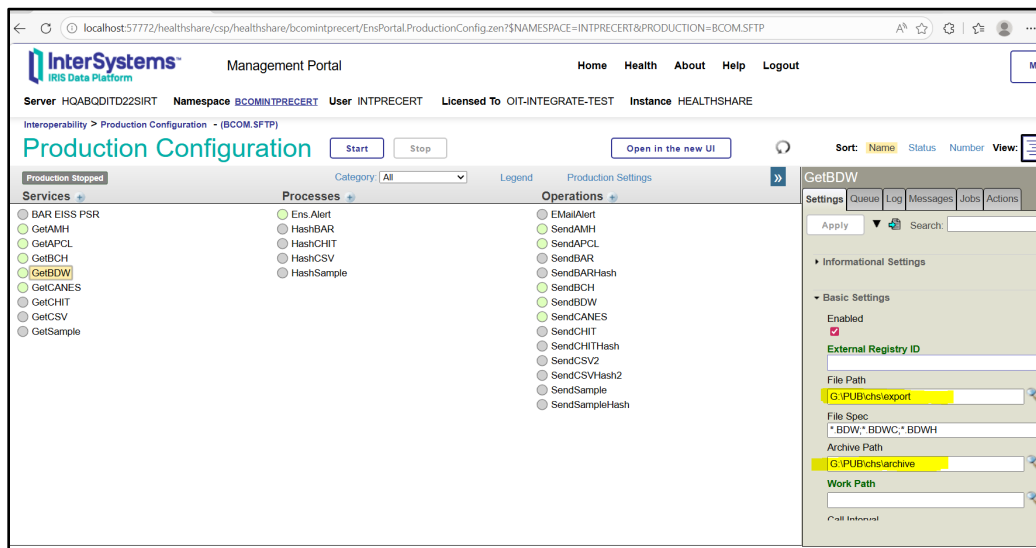 localhost:57772/healthshare/csp/healthshare/bcomintprecert/EnsPortal.ProductionConfig.zen?$NAMESPACE=INTPRECERT&PRODUCTION=BCOM.SFTP
InterSystems™
IRIS Data Platform
Management Portal
Home Health About Help Logout
M
Server HQABQDITD22SIRT Namespace BCOMINTPRECERT User INTPRECERT Licensed To OIT-INTEGRATE-TEST Instance HEALTHSHARE
Interoperability > Production Configuration - (BCOM.SFTP)
Production Configuration Start Stop Open in the new UI Sort: Name Status Number View:
Production Stopped Category: All Legend Production Settings »
Services
BAR EISS PSR
GetAMH
GetAPCL
GetBCH
GetBDW
GetCANES
GetCHIT
GetCSV
GetSample
Processes
Ens.Alert
HashBAR
HashCHIT
HashCSV
HashSample
Operations
EMailAlert
SendAMH
SendAPCL
SendBAR
SendBARHash
SendBCH
SendBDW
SendCANES
SendCHIT
SendCHITHash
SendCSV2
SendCSVHash2
SendSample
SendSampleHash
GetBDW
Settings Queue Log Messages Jobs Actions
Apply Search:
Informational Settings
Basic Settings
Enabled
External Registry ID
File Path
G:\PUB\chs\export
File Spec
*.BDW;*.BDWC;*.BDWH
Archive Path
G:\PUB\chs\archive
Work Path
Call Interval